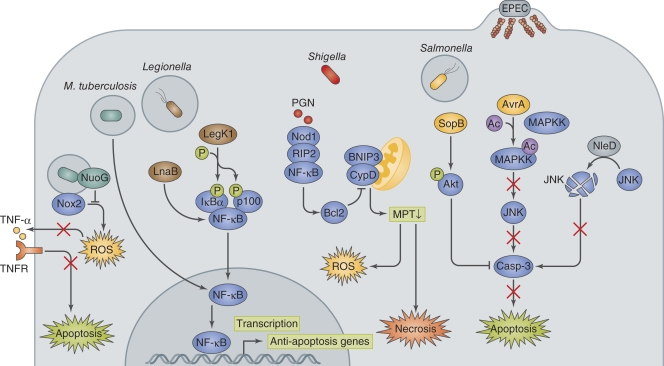 EPEC
Legionella
Shigella
Salmonella
M. tuberculosis
LegK1
P
LnaB
P
P
IκBα
p100
NF-κB
NuoG
Nox2
TNF-α
ROS
TNFR
Apoptosis
NF-κB
NF-κB
Transcription
Anti-apoptosis genes
PGN
Nod1
RIP2
NF-κB
BNIP3
CypD
Bcl2
MPT↓
ROS
Necrosis
SopB
P
Akt
AvrA
Ac
MAPKK
Ac
MAPKK
JNK
Casp-3
Apoptosis
NleD
JNK
JNK